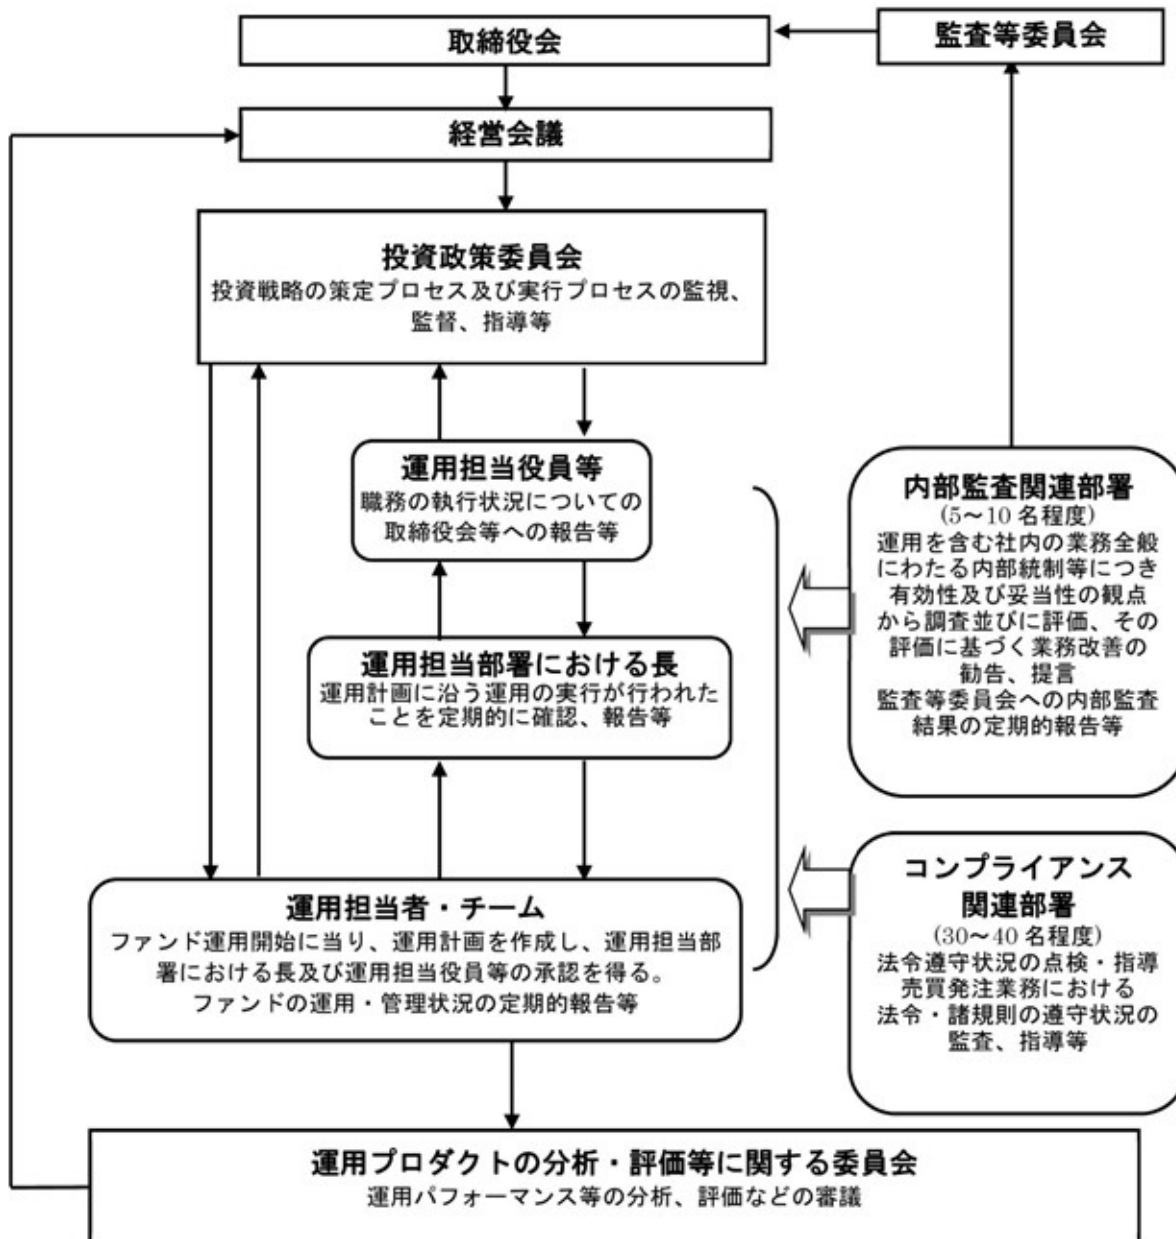 取締役会
監査等委員会
経営会議
投資政策委員会
投資戦略の策定プロセス及び実行プロセスの監視、
監督、指導等
運用担当役員等
職務の執行状況についての
取締役会等への報告等
運用担当部署における長
運用計画に沿う運用の実行が行われた
ことを定期的に確認、報告等
運用担当者・チーム
ファンド運用開始に当り、運用計画を作成し、運用担当部
署における長及び運用担当役員等の承認を得る。
ファンドの運用・管理状況の定期的報告等
内部監査関連部署
(5～10 名程度)
運用を含む社内の業務全般
にわたる内部統制等につき
有効性及び妥当性の観点
から調査並びに評価、その
評価に基づく業務改善の
勧告、提言
監査等委員会への内部監査
結果の定期的報告等
コンプライアンス
関連部署
(30～40 名程度)
法令遵守状況の点検・指導
売買発注業務における
法令・諸規則の遵守状況の
監査、指導等
運用プロダクトの分析・評価等に関する委員会
運用パフォーマンス等の分析、評価などの審議